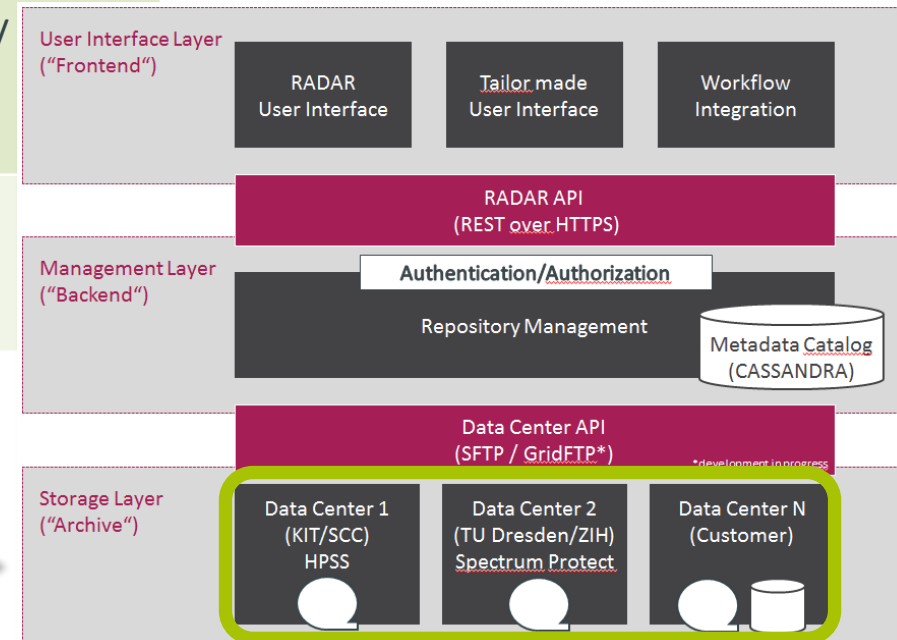 y
User Interface Layer
(“Frontend“)
RADAR
User Interface
Tailor made
User Interface
Workflow
Integration
RADAR API
(REST over HTTPS)
Management Layer
(“Backend“)
Authentication/Authorization
Repository Management
Metadata Catalog
(CASSANDRA)
Data Center API
(SFTP / GridFTP*)
*development in progress
Storage Layer
(“Archive“)
Data Center 1
(KIT/SCC)
HPSS
Data Center 2
(TU Dresden/ZIH)
Spectrum Protect
Data Center N
(Customer)